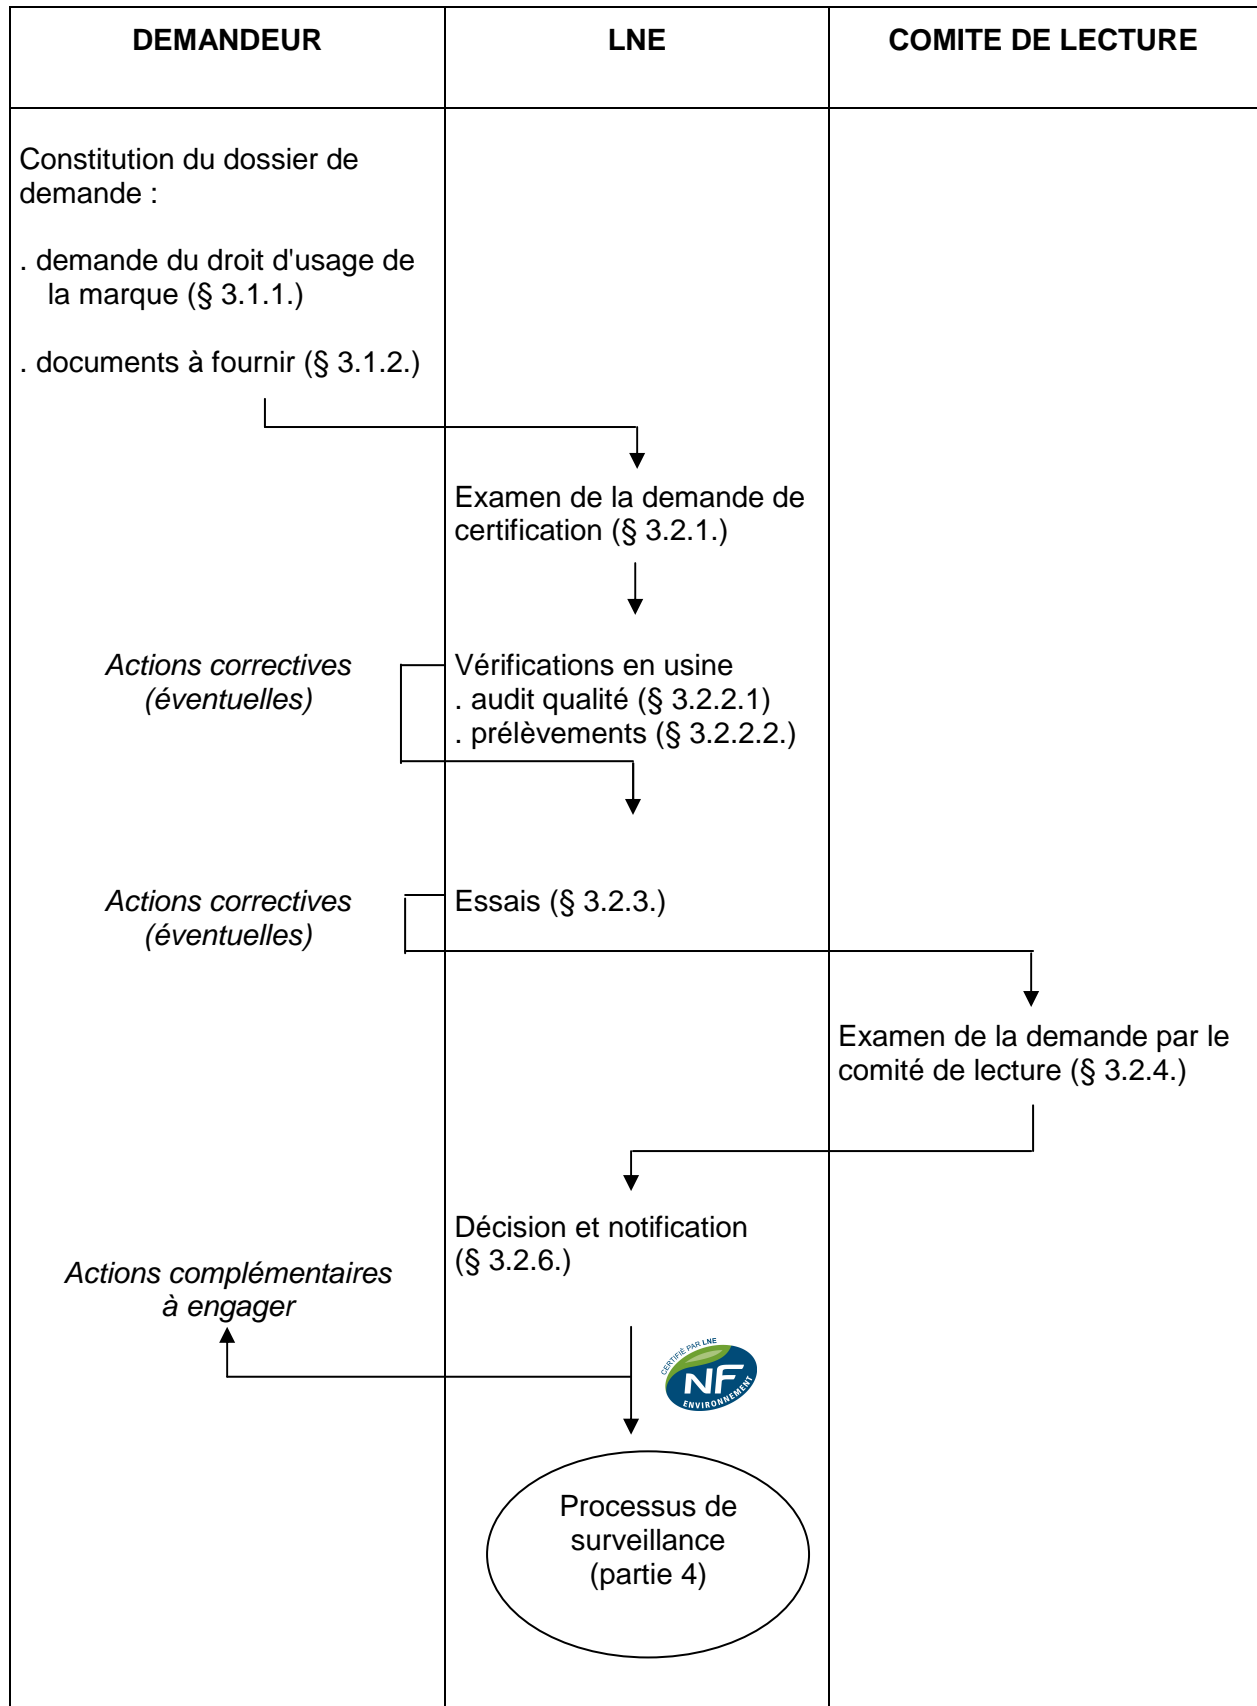 DEMANDEUR
LNE
COMITE DE LECTURE
Constitution du dossier de
demande :
. demande du droit d'usage de
la marque (§ 3.1.1.)
. documents à fournir (§ 3.1.2.)
Examen de la demande de
certification (§ 3.2.1.)
Actions correctives
(éventuelles)
Vérifications en usine
. audit qualité (§ 3.2.2.1)
. prélèvements (§ 3.2.2.2.)
Actions correctives
(éventuelles)
Essais (§ 3.2.3.)
Examen de la demande par le
comité de lecture (§ 3.2.4.)
Décision et notification
(§ 3.2.6.)
Actions complémentaires
à engager
CERTIFIÉ PAR LNE
NF
ENVIRONNEMENT
Processus de
surveillance
(partie 4)